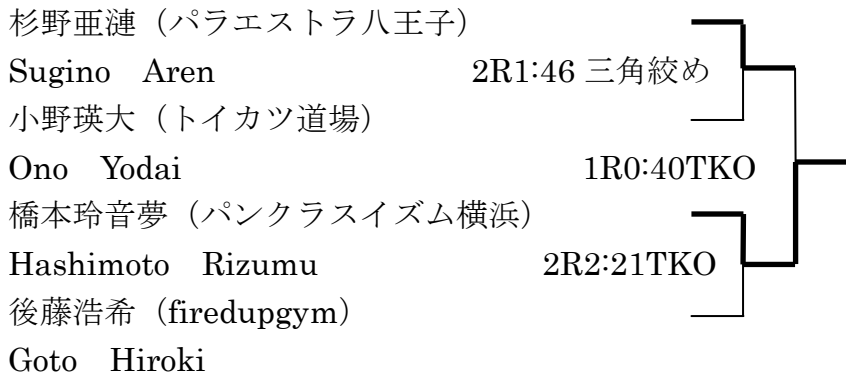 杉野亜漣（パラエストラ八王子）
Sugino　Aren　2R1:46 三角絞め
小野瑛大（トイカツ道場）
Ono　Yodai　1R0:40TKO
橋本玲音夢（パンクラスイズム横浜）
Hashimoto　Rizumu　2R2:21TKO
後藤浩希（firedupgym）
Goto　Hiroki